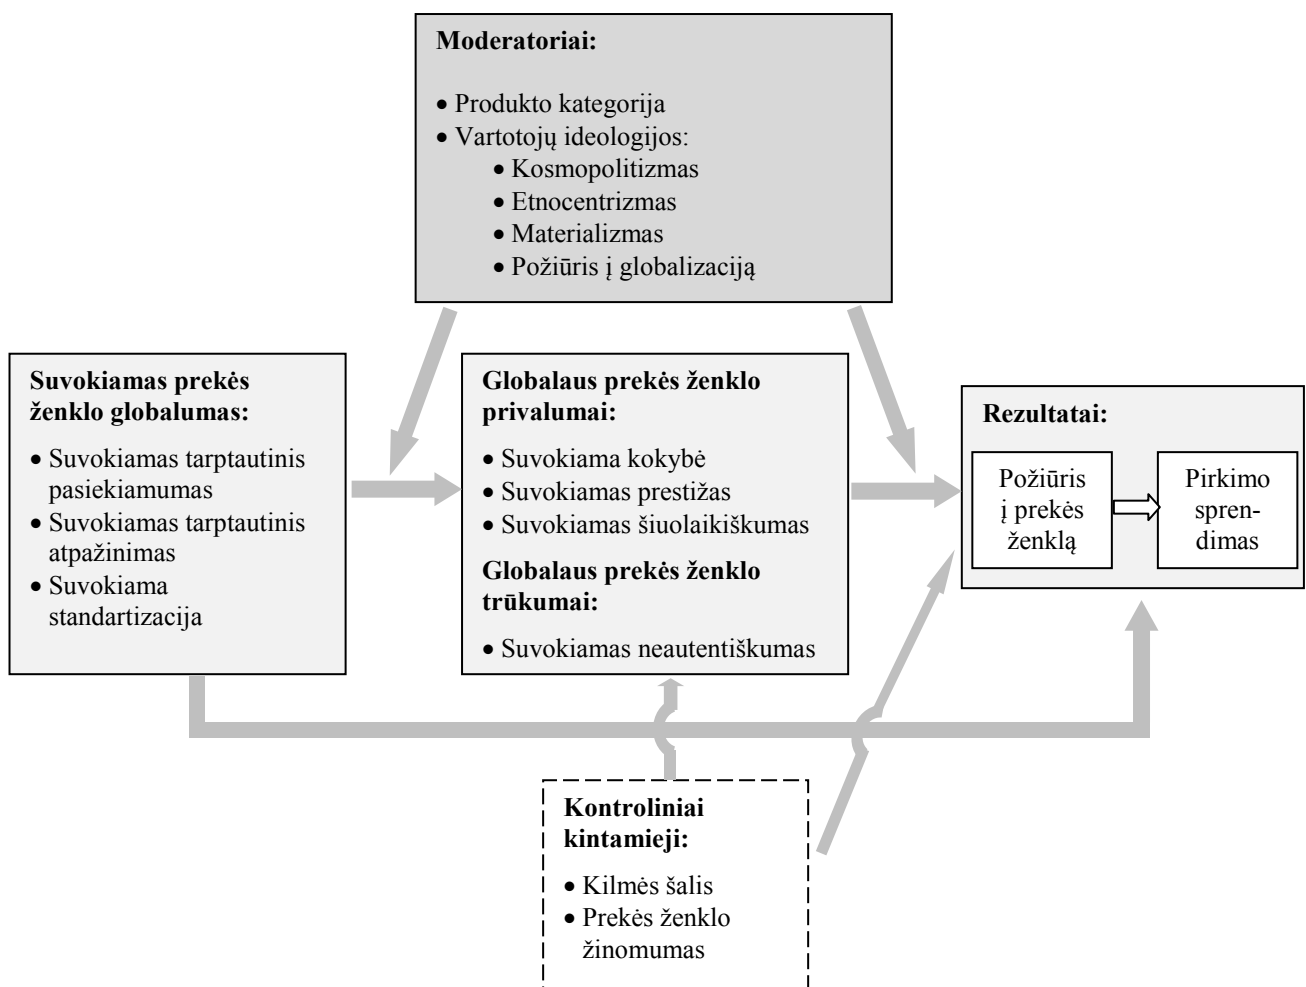 Moderatoriai:
• Produkto kategorija
• Vartotojų ideologijos:
• Kosmopolitizmas
• Etnocentrizmas
• Materializmas
• Požiūris į globalizaciją
Suvokiamas prekės
ženklo globalumas:
• Suvokiamas tarptautinis
pasiekiamumas
• Suvokiamas tarptautinis
atpažinimas
• Suvokiama
standartizacija
Globalaus prekės ženklo
privalumai:
• Suvokiama kokybė
• Suvokiamas prestižas
• Suvokiamas šiuolaikiškumas
Globalaus prekės ženklo
trūkumai:
• Suvokiamas neautentiškumas
Rezultatai:
Požiūris
į prekės
ženklą
Pirkimo
spren-
dimas
Kontroliniai
kintamieji:
• Kilmės šalis
• Prekės ženklo
žinomumas